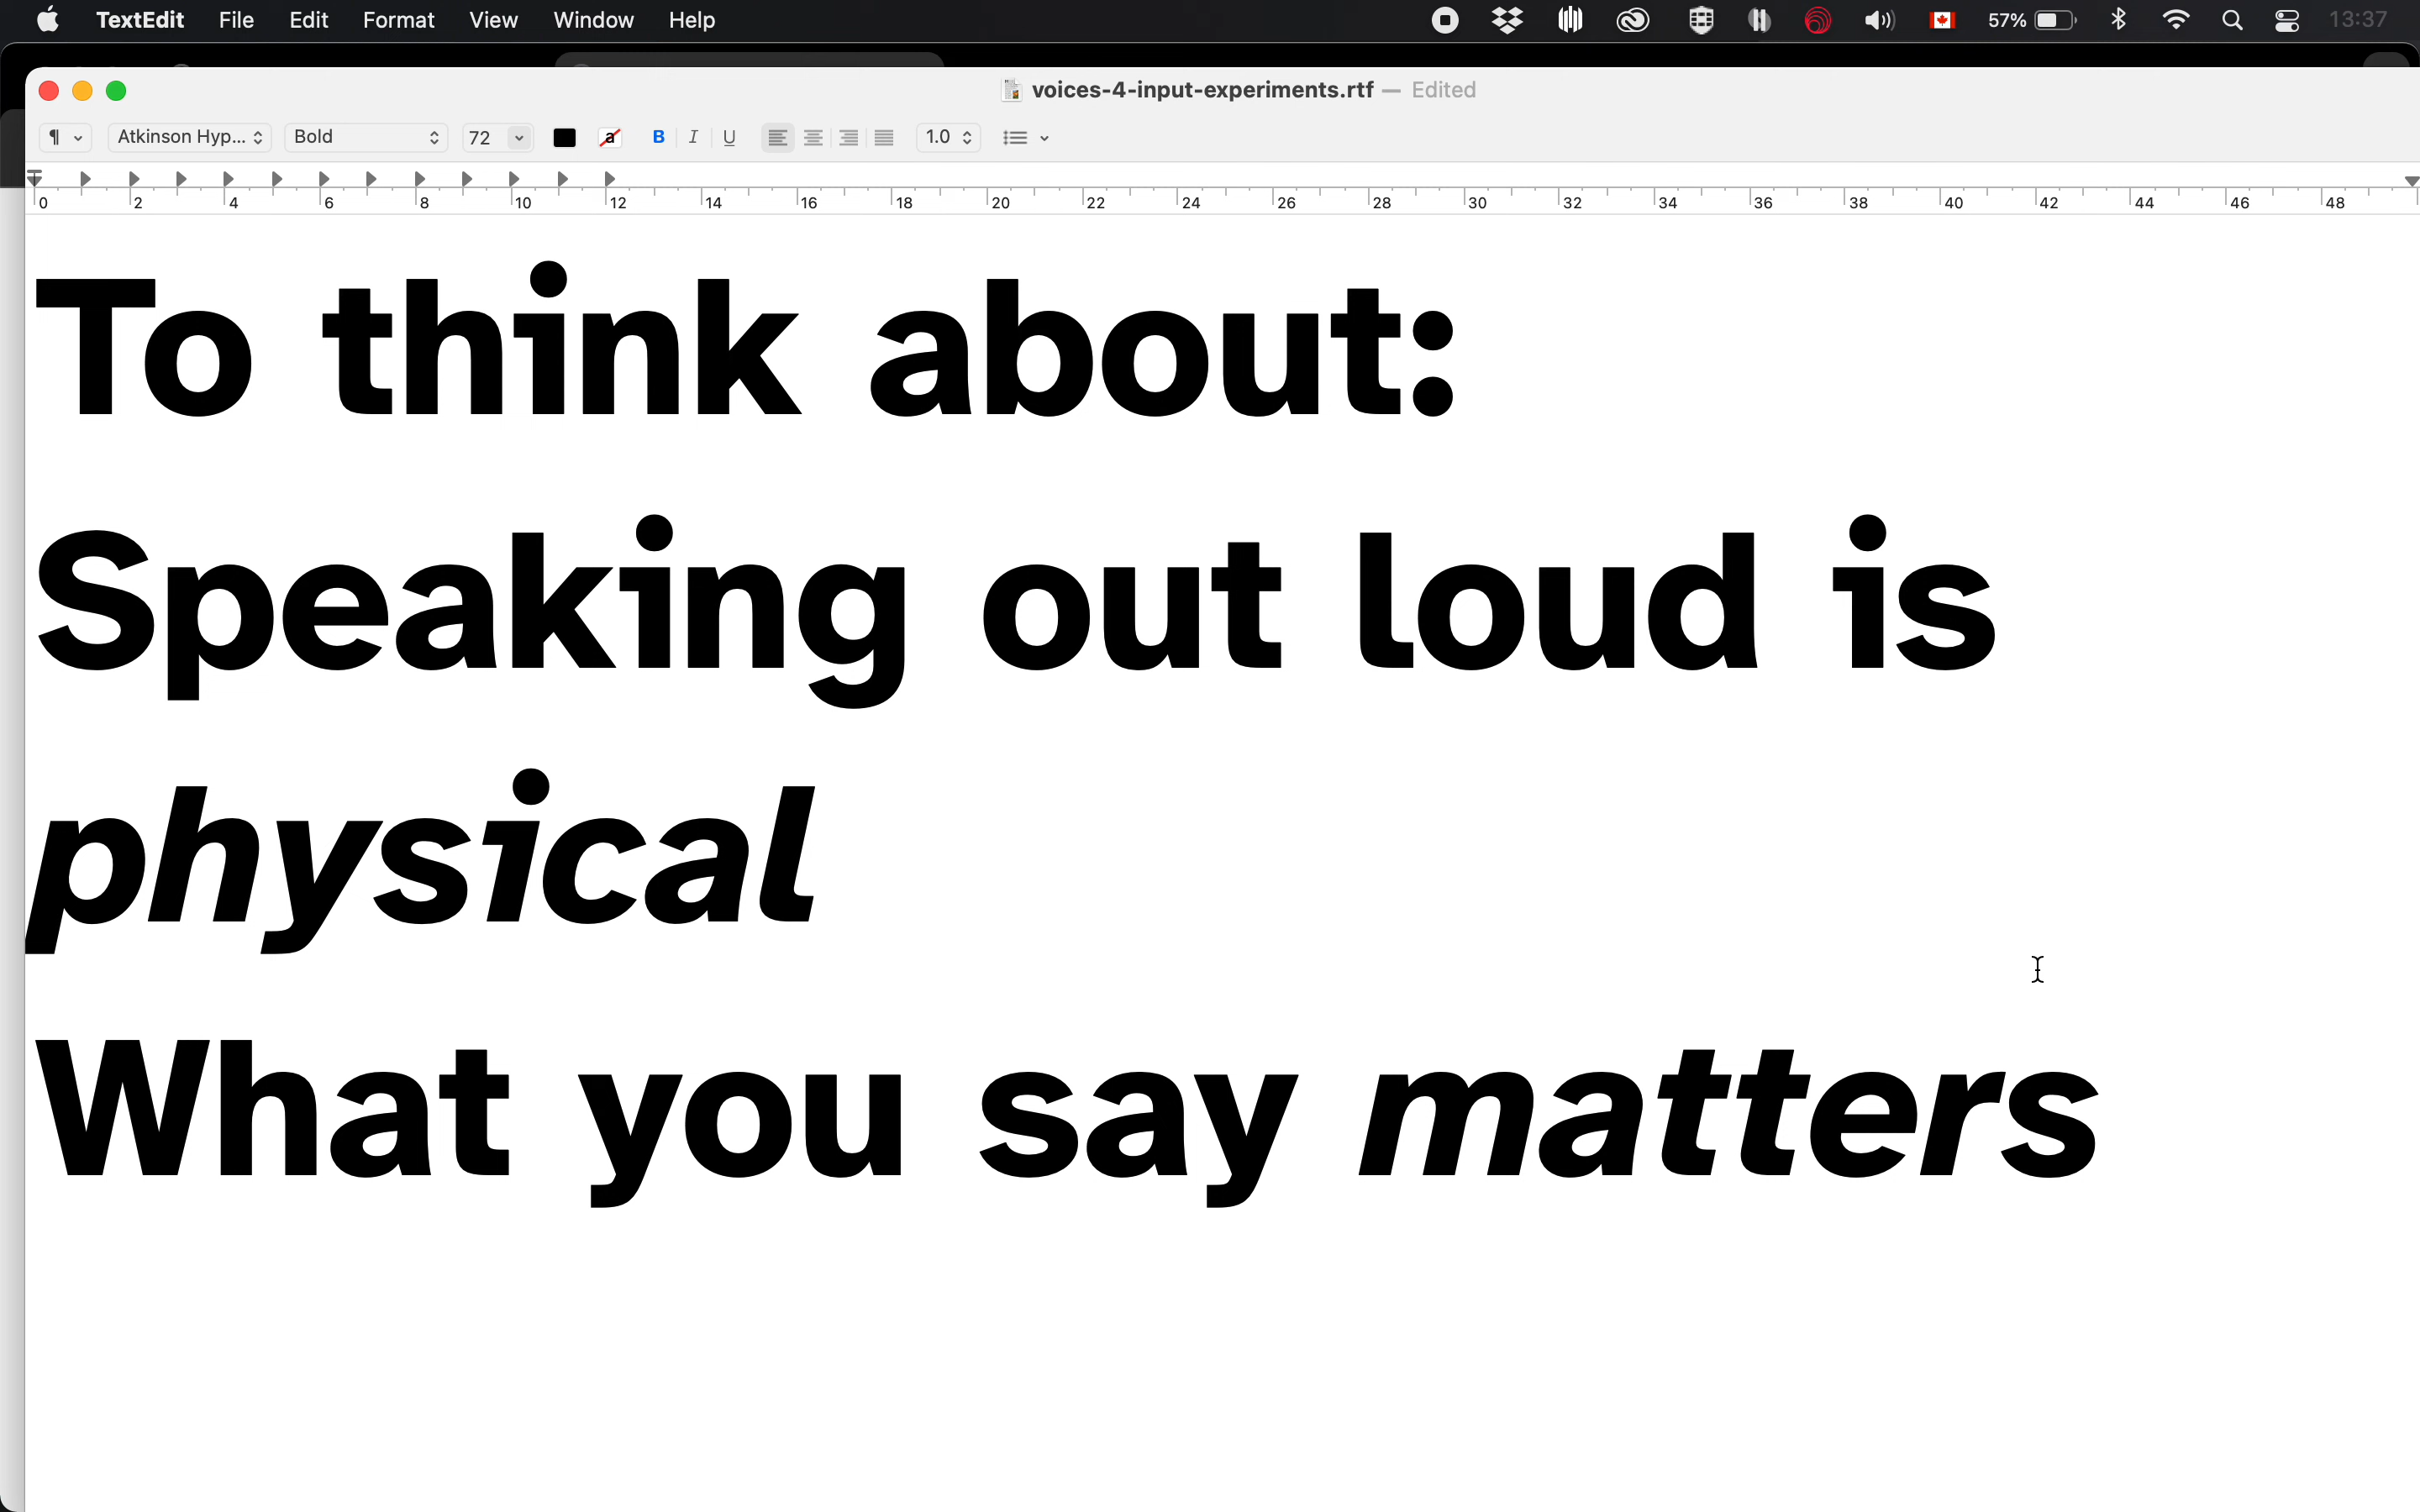 TextEdit File Edit Format View Window Help 57% 13:37
voices-4-input-experiments.rtf — Edited
¶ Atkinson Hyp... Bold 72 a B I U 1.0
0 2 4 6 8 10 12 14 16 18 20 22 24 26 28 30 32 34 36 38 40 42 44 46 48
To think about:
Speaking out loud is
physical
What you say matters